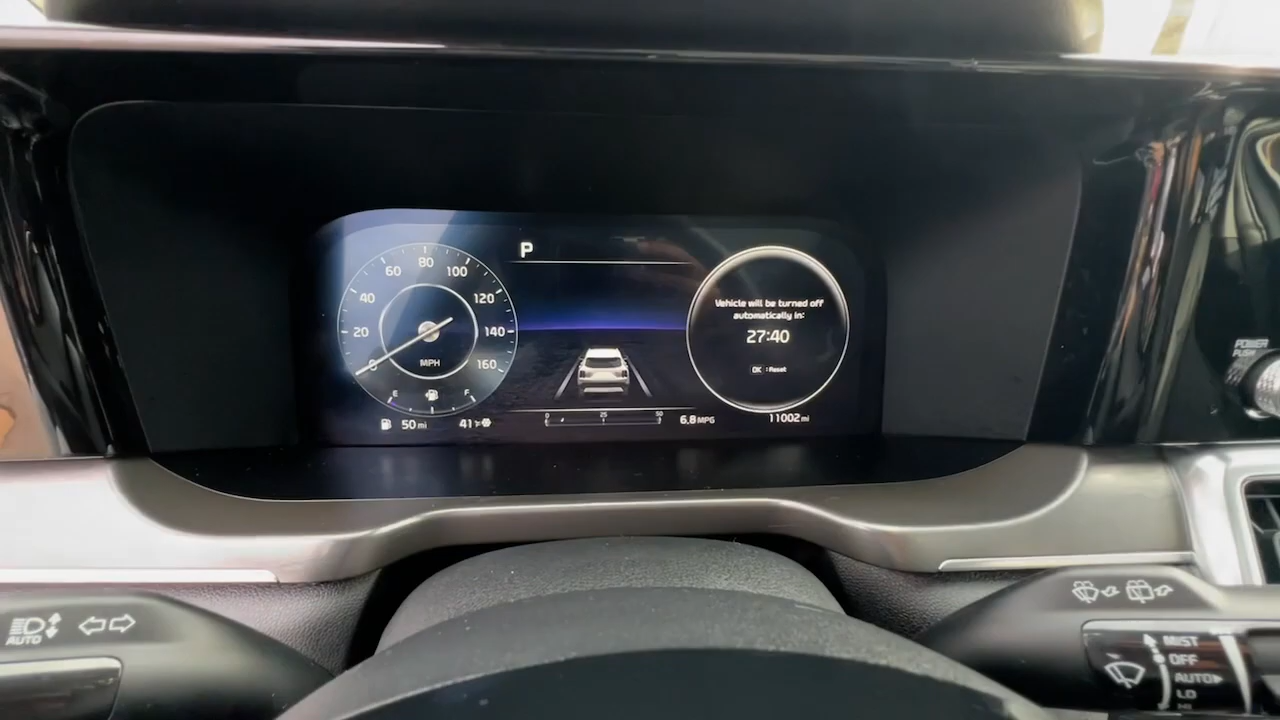 P
80
60
100
40
120
20
140
0
160
MPH
E
F
50 mi
41
0
25
50
6.8 MPG
Vehicle will be turned off
automatically in:
27:40
OK : Reset
11002 mi
POWER
PUSH
AUTO
MIST
OFF
AUTO
LO
HI